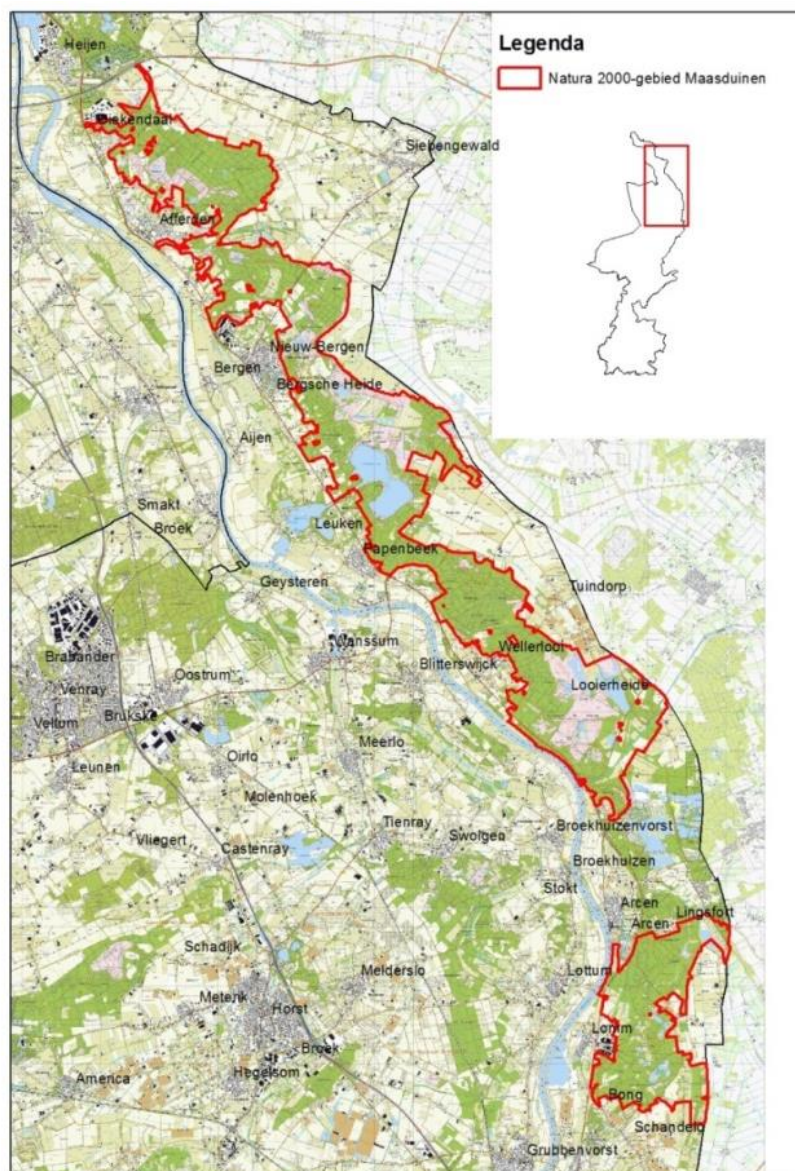 Legenda
Natura 2000-gebied Maasduinen
Heijen
Diekendaal
Siebengewald
Afferden
Nieuw-Bergen
Bergen
Bergsche Heide
Aijen
Smakt
Broek
Leuken
Papenbeek
Geysteren
Tuindorp
Wanssum
Wellerlooi
Brabander
Blitterswijck
Oostrum
Looierheide
Venray
Brukske
Veltum
Meerlo
Leunen
Oirlo
Molenhoek
Tienray
Broekhuizenvorst
Vliegert
Swolgen
Castenray
Broekhuizen
Stokt
Arcen
Arcen
Lingsfort
Schadijk
Melderslo
Lottum
Meterik
Horst
Lomm
Broek
Hegelsom
America
Bong
Schandelo
Grubbenvorst